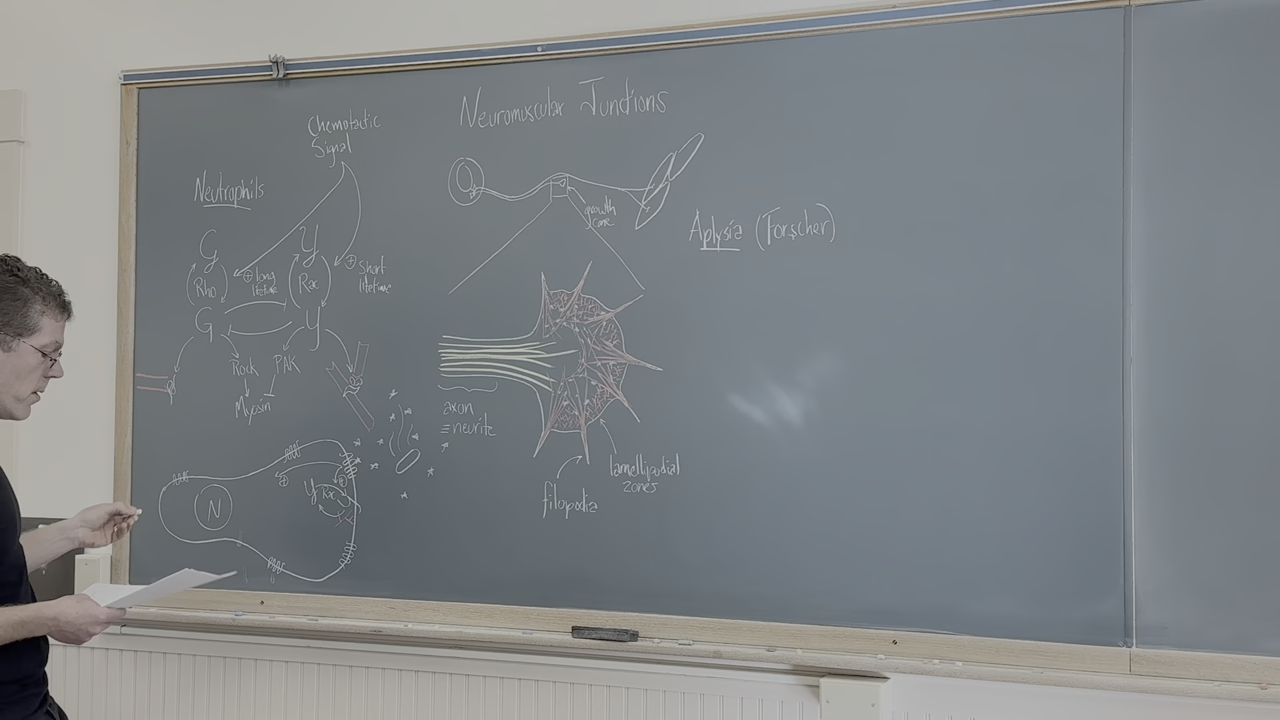 Chemotactic
Signal
Neutrophils
G
Y
Rho
⊕ long
lifetime
Rac
⊕ Short
lifetime
G
Y
Rock
PAK
Myosin
N
Y
Rac
⊕
⊕
Neuromuscular Junctions
growth
cone
axon
≡ neurite
filopodia
lamellipodial
zones
Aplysia (Forscher)